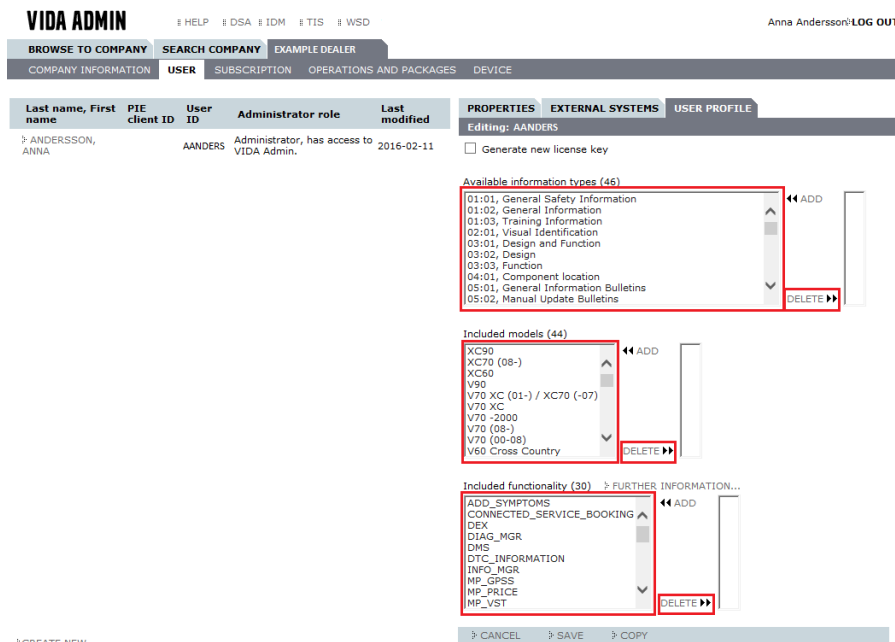 VIDA ADMIN
HELP DSA IDM TIS WSD
Anna Andersson LOG OUT
BROWSE TO COMPANY SEARCH COMPANY EXAMPLE DEALER
COMPANY INFORMATION USER SUBSCRIPTION OPERATIONS AND PACKAGES DEVICE
Last name, First name PIE client ID User ID Administrator role Last modified
ANDERSSON, ANNA AANDERS Administrator, has access to VIDA Admin. 2016-02-11
PROPERTIES EXTERNAL SYSTEMS USER PROFILE
Editing: AANDERS
Generate new license key
Available information types (46)
01:01, General Safety Information
01:02, General Information
01:03, Training Information
02:01, Visual Identification
03:01, Design and Function
03:02, Design
03:03, Function
04:01, Component location
05:01, General Information Bulletins
05:02, Manual Update Bulletins
ADD
DELETE
Included models (44)
XC90
XC70 (08-)
XC60
V90
V70 XC (01-) / XC70 (-07)
V70 XC
V70 -2000
V70 (08-)
V70 (00-08)
V60 Cross Country
ADD
DELETE
Included functionality (30) FURTHER INFORMATION...
ADD_SYMPTOMS
CONNECTED_SERVICE_BOOKING
DEX
DIAG_MGR
DMS
DTC_INFORMATION
INFO_MGR
MP_GPSS
MP_PRICE
MP_VST
ADD
DELETE
CREATE NEW
CANCEL SAVE COPY